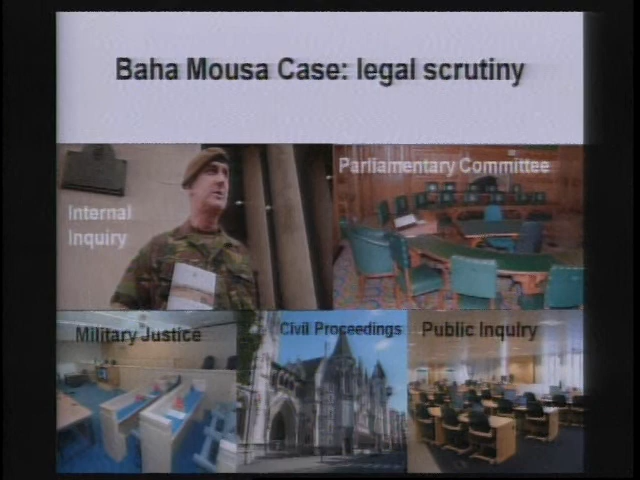 Baha Mousa Case: legal scrutiny
Internal
Inquiry
Parliamentary Committee
Military Justice
Civil Proceedings
Public Inquiry